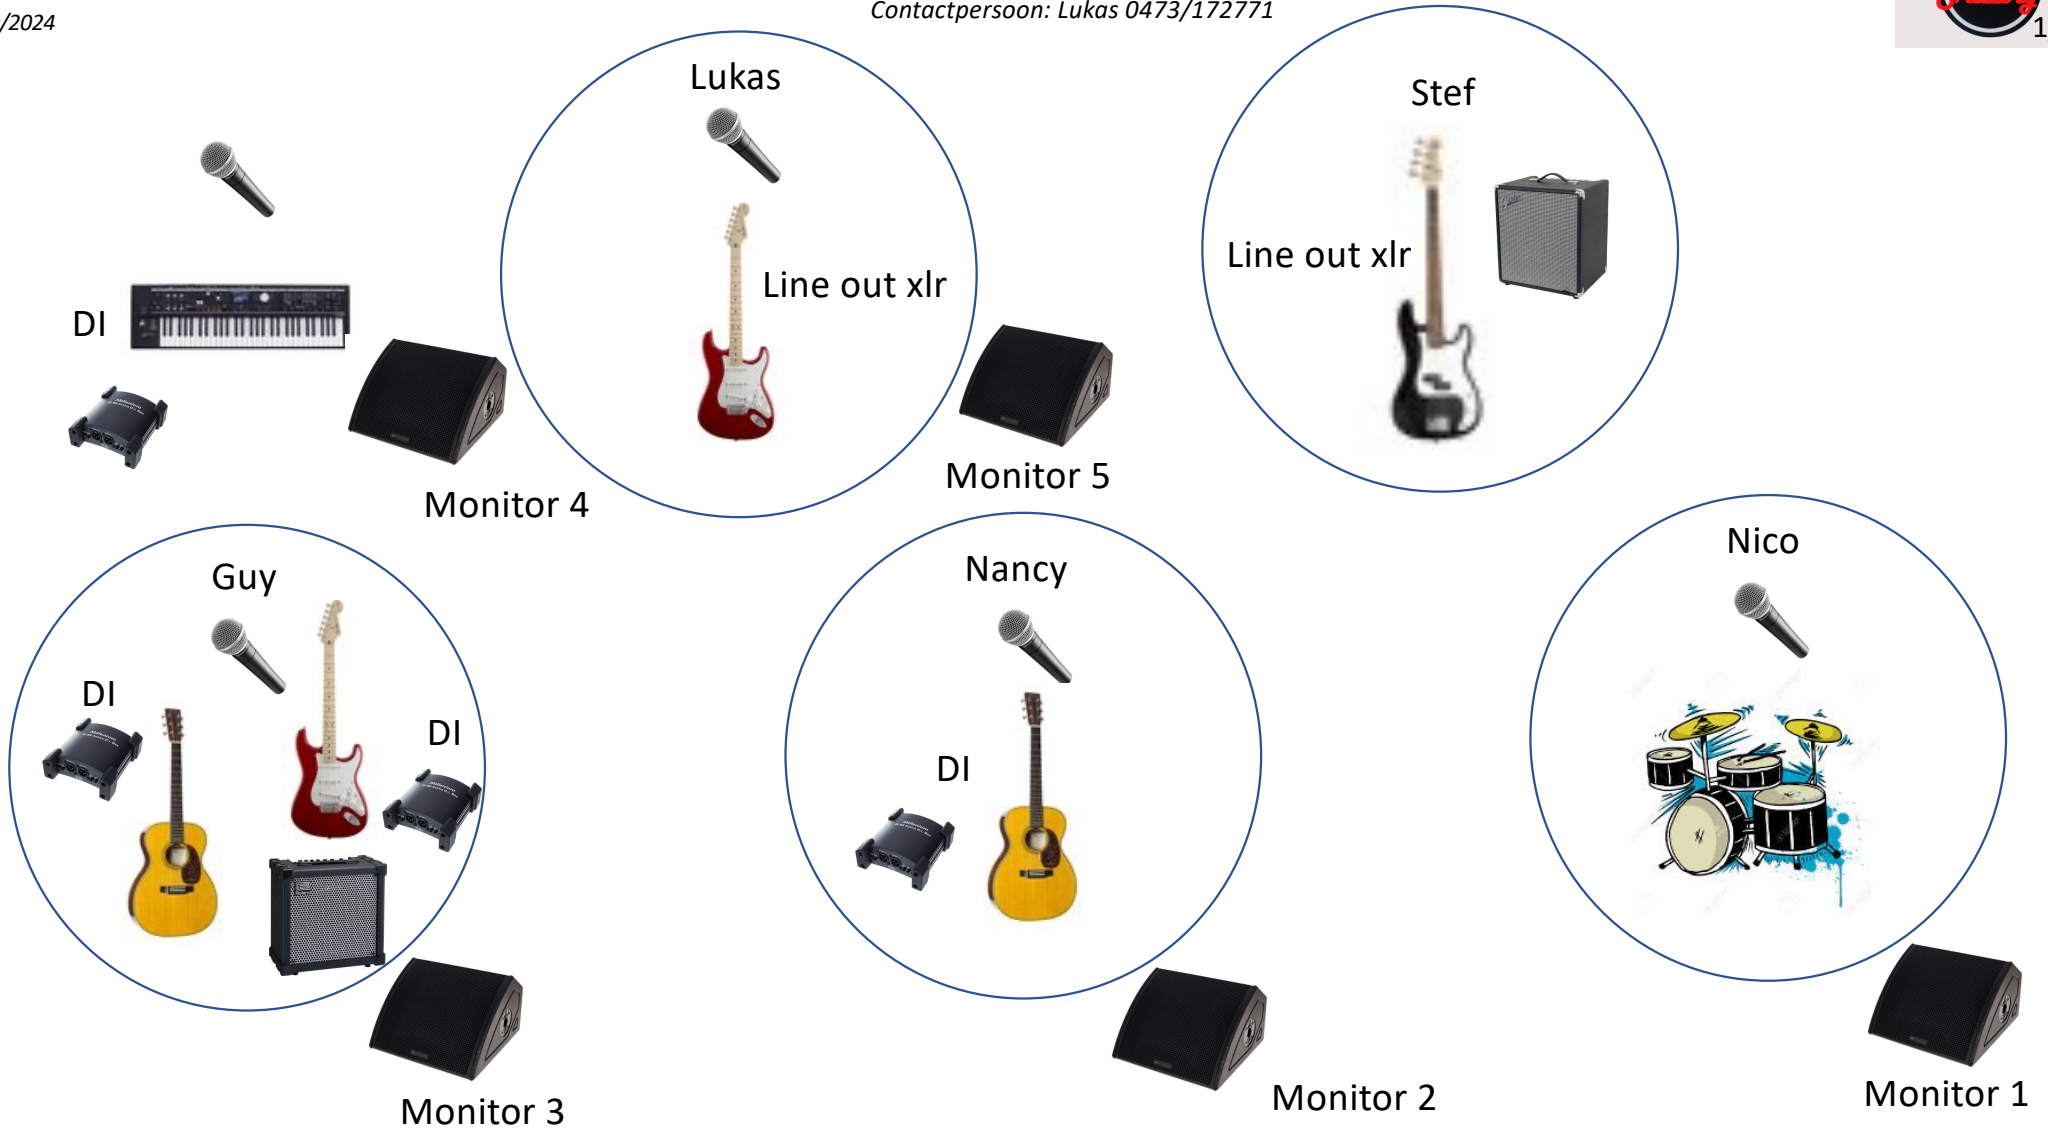 /2024
Contactpersoon: Lukas 0473/172771
1
Lukas
Stef
Line out xlr
Line out xlr
DI
Monitor 5
Monitor 4
Guy
Nancy
Nico
DI
DI
DI
Monitor 3
Monitor 2
Monitor 1